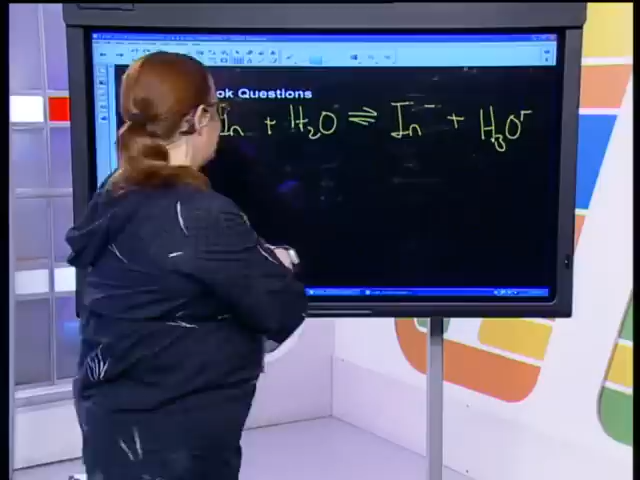 ok Questions
In + H₂O ⇌ In⁻ + H₃O⁺